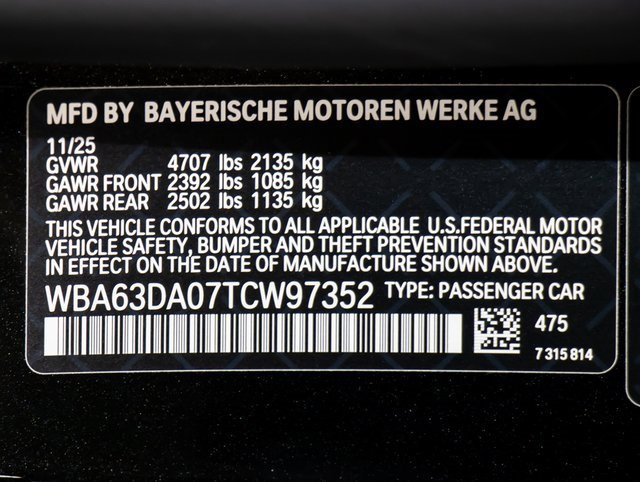 MFD BY BAYERISCHE MOTOREN WERKE AG
11/25
GVWR 4707 lbs 2135 kg
GAWR FRONT 2392 lbs 1085 kg
GAWR REAR 2502 lbs 1135 kg
THIS VEHICLE CONFORMS TO ALL APPLICABLE U.S.FEDERAL MOTOR
VEHICLE SAFETY, BUMPER AND THEFT PREVENTION STANDARDS
IN EFFECT ON THE DATE OF MANUFACTURE SHOWN ABOVE.
WBA63DA07TCW97352 TYPE: PASSENGER CAR
475
7 315 814